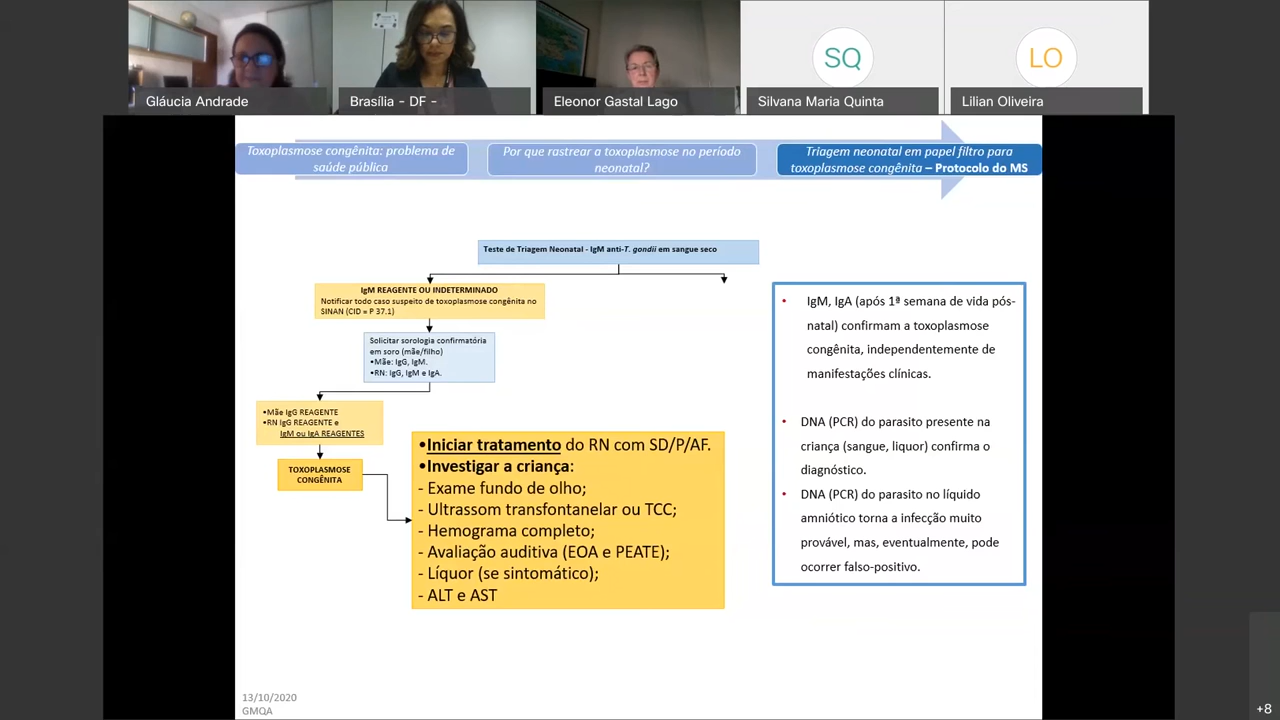 SQ
LO
Gláucia Andrade
Brasília - DF -
Eleonor Gastal Lago
Silvana Maria Quinta
Lilian Oliveira
Toxoplasmose congênita: problema de
saúde pública
Por que rastrear a toxoplasmose no período
neonatal?
Triagem neonatal em papel filtro para
toxoplasmose congênita – Protocolo do MS
Teste de Triagem Neonatal - IgM anti-T. gondii em sangue seco
IgM REAGENTE OU INDETERMINADO
Notificar todo caso suspeito de toxoplasmose congênita no
SINAN (CID = P 37.1)
Solicitar sorologia confirmatória
em soro (mãe/filho)
•Mãe: IgG, IgM.
•RN: IgG, IgM e IgA.
•Mãe IgG REAGENTE
•RN IgG REAGENTE e
IgM ou IgA REAGENTES
TOXOPLASMOSE
CONGÊNITA
•Iniciar tratamento do RN com SD/P/AF.
•Investigar a criança:
- Exame fundo de olho;
- Ultrassom transfontanelar ou TCC;
- Hemograma completo;
- Avaliação auditiva (EOA e PEATE);
- Líquor (se sintomático);
- ALT e AST
• IgM, IgA (após 1ª semana de vida pós-
natal) confirmam a toxoplasmose
congênita, independentemente de
manifestações clínicas.
• DNA (PCR) do parasito presente na
criança (sangue, liquor) confirma o
diagnóstico.
• DNA (PCR) do parasito no líquido
amniótico torna a infecção muito
provável, mas, eventualmente, pode
ocorrer falso-positivo.
13/10/2020
GMQA
+8